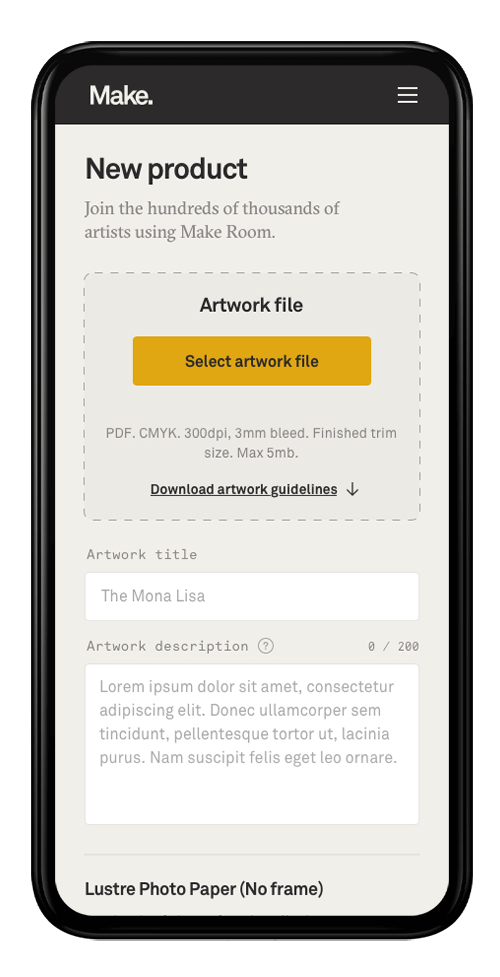 Make.
New product
Join the hundreds of thousands of
artists using Make Room.
Artwork file
Select artwork file
PDF. CMYK. 300dpi, 3mm bleed. Finished trim
size. Max 5mb.
Download artwork guidelines ↓
Artwork title
The Mona Lisa
Artwork description ? 0 / 200
Lorem ipsum dolor sit amet, consectetur
adipiscing elit. Donec ullamcorper sem
tincidunt, pellentesque tortor ut, lacinia
purus. Nam suscipit felis eget leo ornare.
Lustre Photo Paper (No frame)